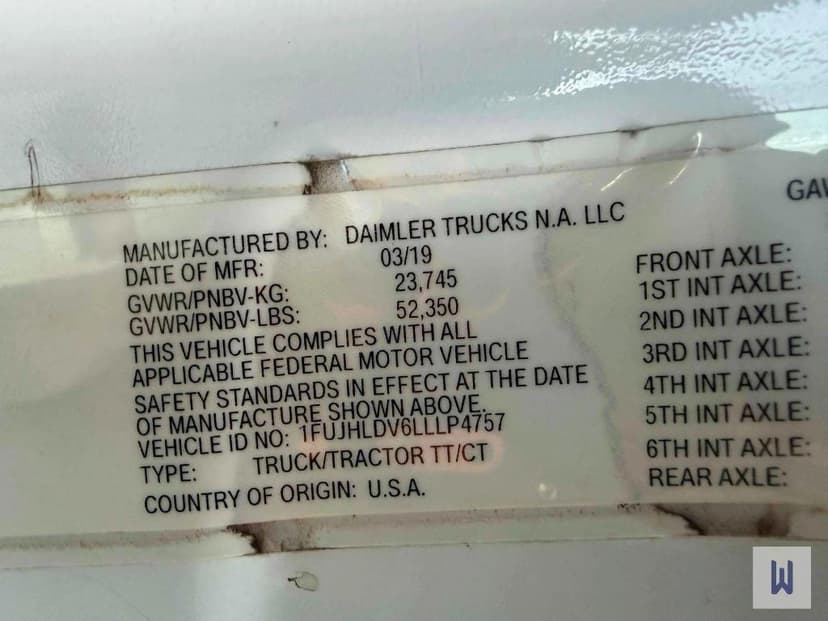 MANUFACTURED BY: DAIMLER TRUCKS N.A. LLC
DATE OF MFR: 03/19
GVWR/PNBV-KG: 23,745
GVWR/PNBV-LBS: 52,350
THIS VEHICLE COMPLIES WITH ALL
APPLICABLE FEDERAL MOTOR VEHICLE
SAFETY STANDARDS IN EFFECT AT THE DATE
OF MANUFACTURE SHOWN ABOVE.
VEHICLE ID NO: 1FUJHLDV6LLLP4757
TYPE: TRUCK/TRACTOR TT/CT
COUNTRY OF ORIGIN: U.S.A.
FRONT AXLE:
1ST INT AXLE:
2ND INT AXLE:
3RD INT AXLE:
4TH INT AXLE:
5TH INT AXLE:
6TH INT AXLE:
REAR AXLE:
W